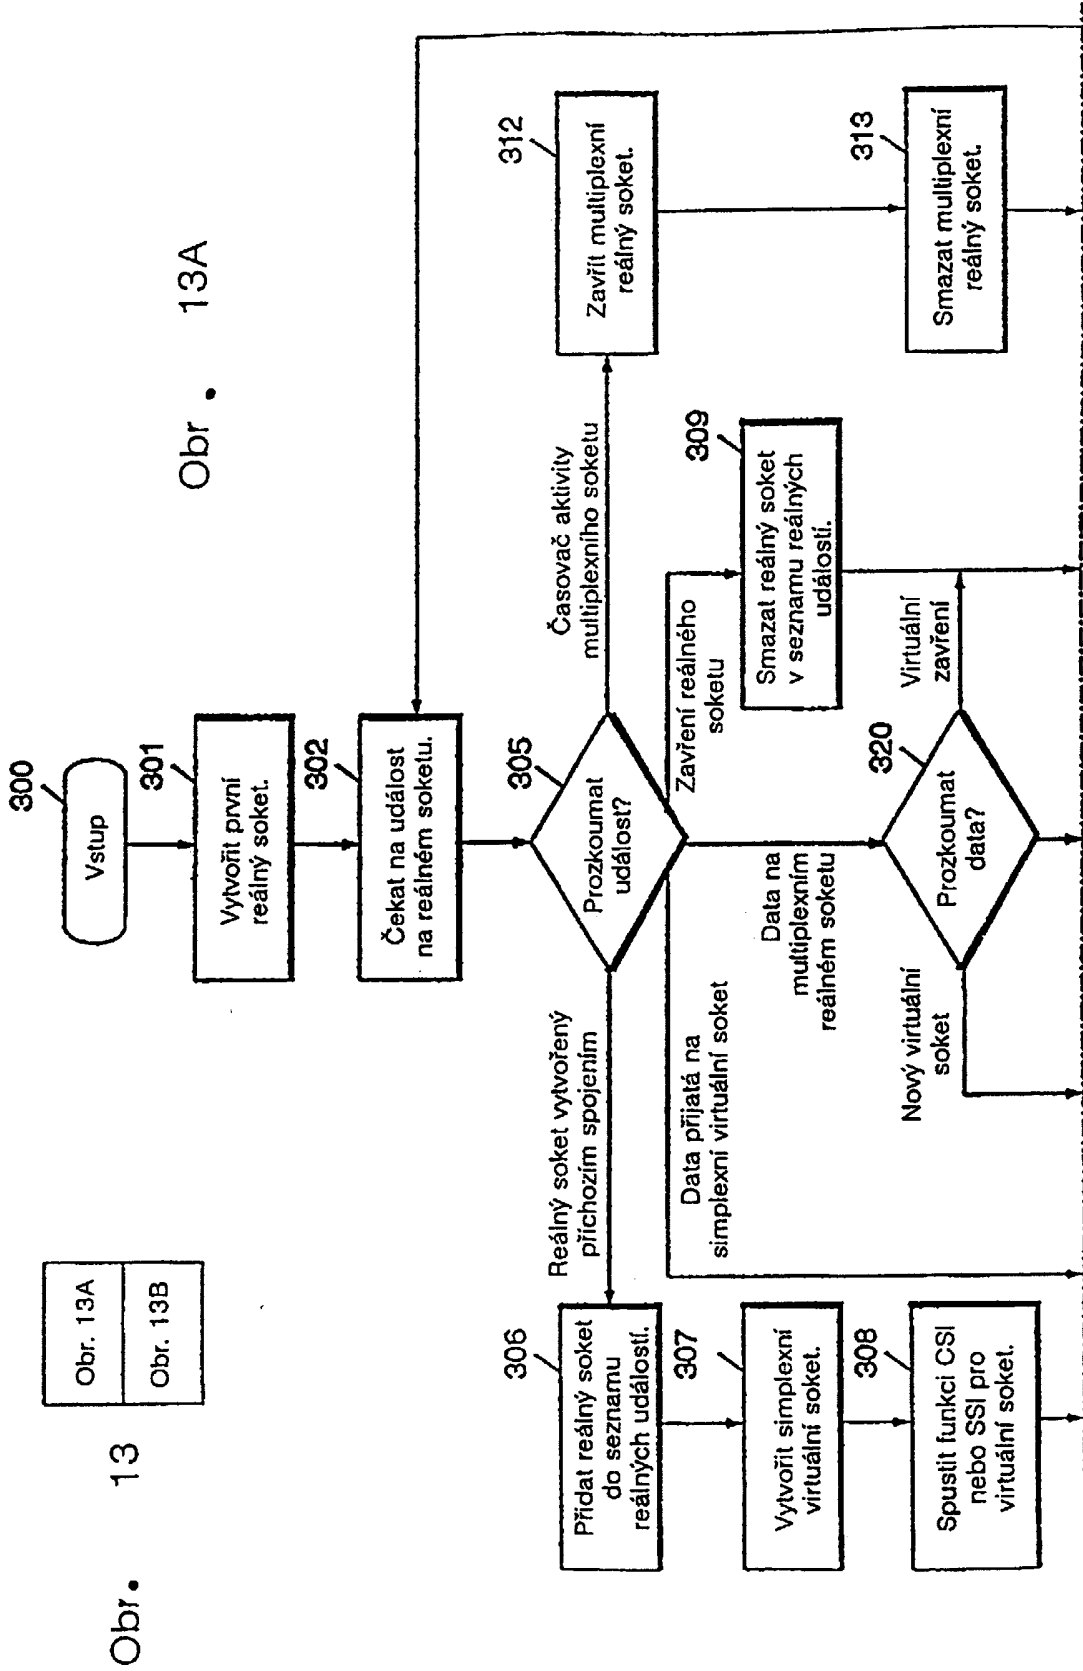 Obr. 13
Obr. 13A
Obr. 13B
Obr. 13A
300
Vstup
301
Vytvořit první
reálný soket.
302
Čekat na událost
na reálném soketu.
305
Prozkoumat
událost?
Reálný soket vytvořený
příchozím spojením
Časovač aktivity
multiplexního soketu
306
Přidat reálný soket
do seznamu
reálných událostí.
312
Zavřít multiplexní
reálný soket.
Data přijatá na
simplexní virtuální soket
Data na
multiplexním
reálném soketu
Zavření reálného
soketu
307
Vytvořit simplexní
virtuální soket.
309
Smazat reálný soket
v seznamu reálných
událostí.
308
Spustit funkci CSI
nebo SSI pro
virtuální soket.
Nový virtuální
soket
320
Prozkoumat
data?
Virtuální
zavření
313
Smazat multiplexní
reálný soket.